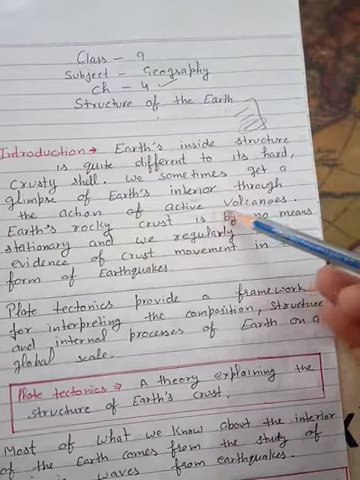 Class - 9
Subject - Geography
Ch - 4
Structure of the Earth
Introduction → Earth's inside structure
is quite different to its hard,
crusty shell. We sometimes get a
glimpse of Earth's interior through
the action of active volcanoes.
Earth's rocky crust is by no means
stationary and we regularly
evidence of crust movement in
form of Earthquakes.
Plate tectonics provide a framework
for interpreting the composition, structure
and internal processes of Earth on a
global scale.
Plate tectonics → A theory explaining the
structure of Earth's crust.
Most of what we know about the interior
of the Earth comes from the study of
waves from earthquakes.